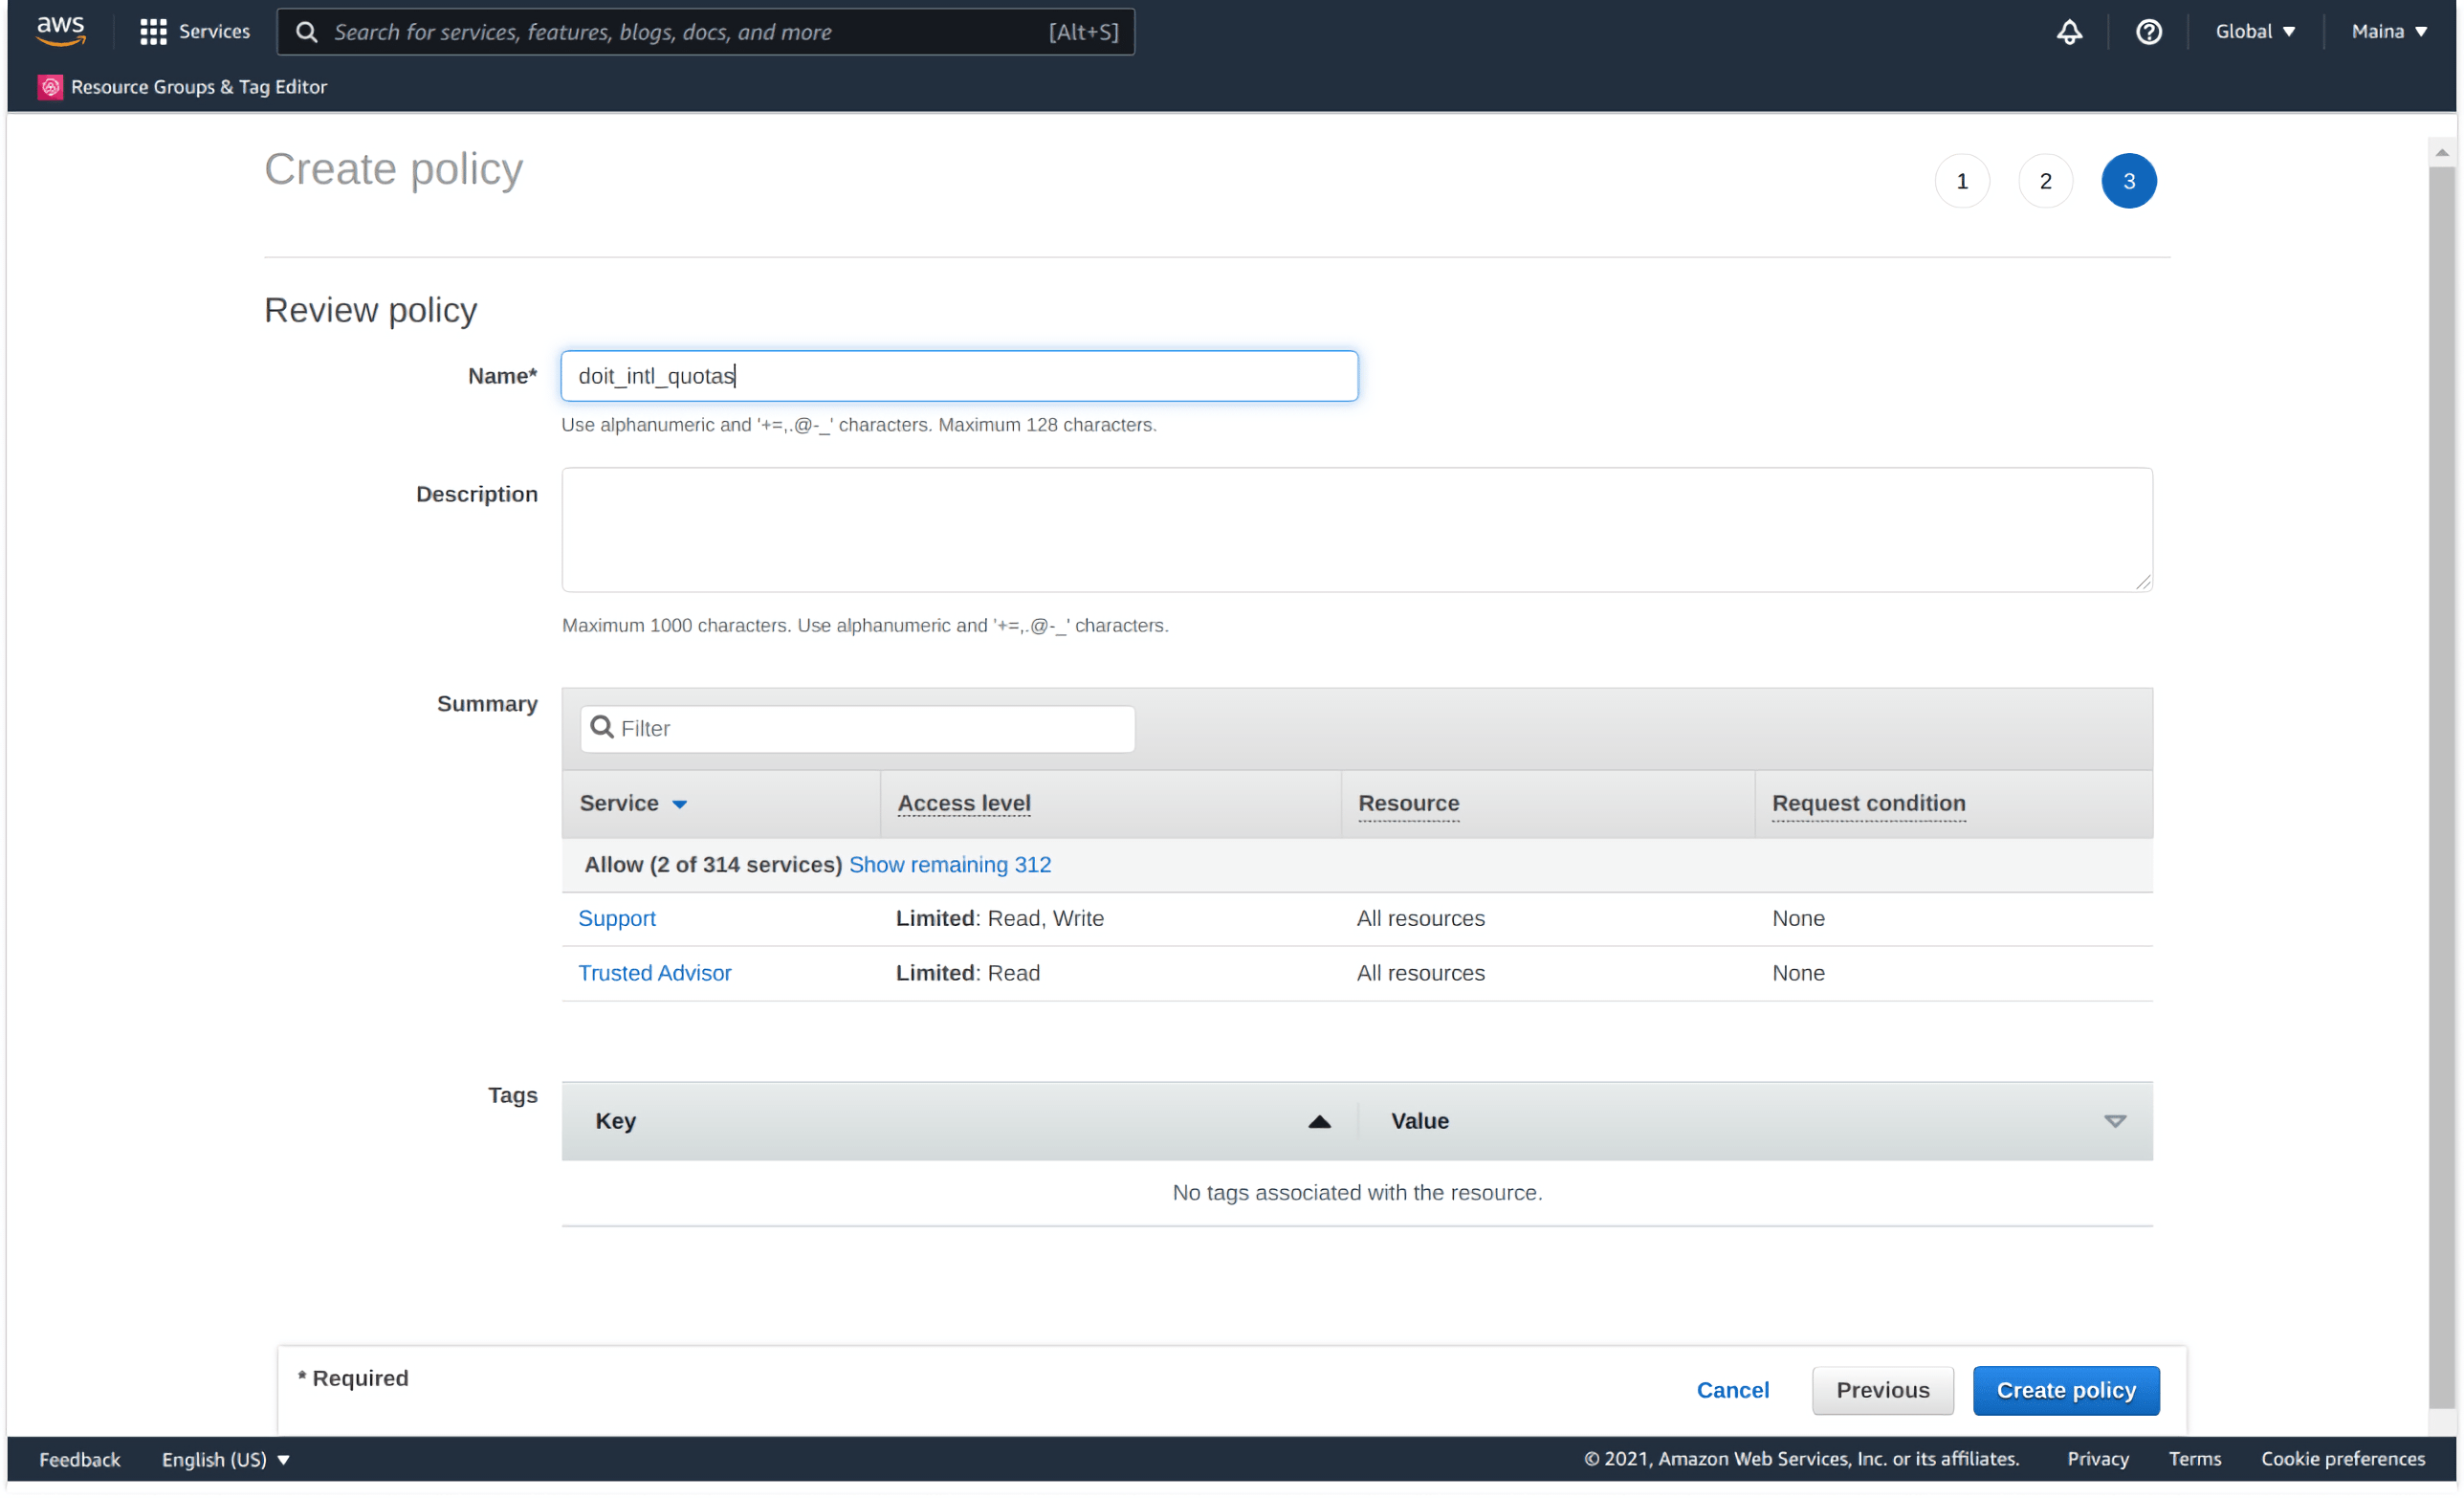 aws Services Search for services, features, blogs, docs, and more [Alt+S] Global Maina
Resource Groups & Tag Editor
Create policy 1 2 3
Review policy
Name* doit_intl_quotas
Use alphanumeric and '+=,.@-_' characters. Maximum 128 characters.
Description
Maximum 1000 characters. Use alphanumeric and '+=,.@-_' characters.
Summary Filter
Service Access level Resource Request condition
Allow (2 of 314 services) Show remaining 312
Support Limited: Read, Write All resources None
Trusted Advisor Limited: Read All resources None
Tags
Key Value
No tags associated with the resource.
* Required Cancel Previous Create policy
Feedback English (US) © 2021, Amazon Web Services, Inc. or its affiliates. Privacy Terms Cookie preferences